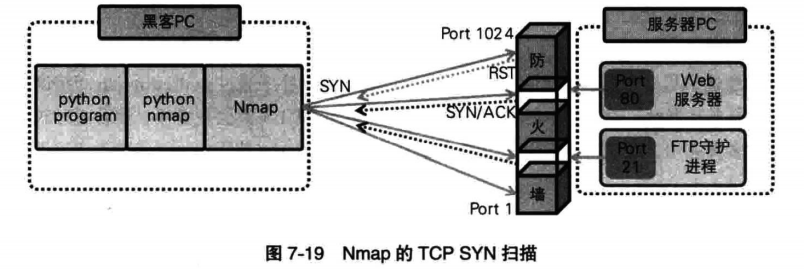 黑客PC
python
program
python
nmap
Nmap
SYN
Port 1024
RST
SYN/ACK
Port 1
防
火
墙
服务器PC
Port
80
Web
服务器
Port
21
FTP守护
进程
图 7-19 Nmap 的 TCP SYN 扫描